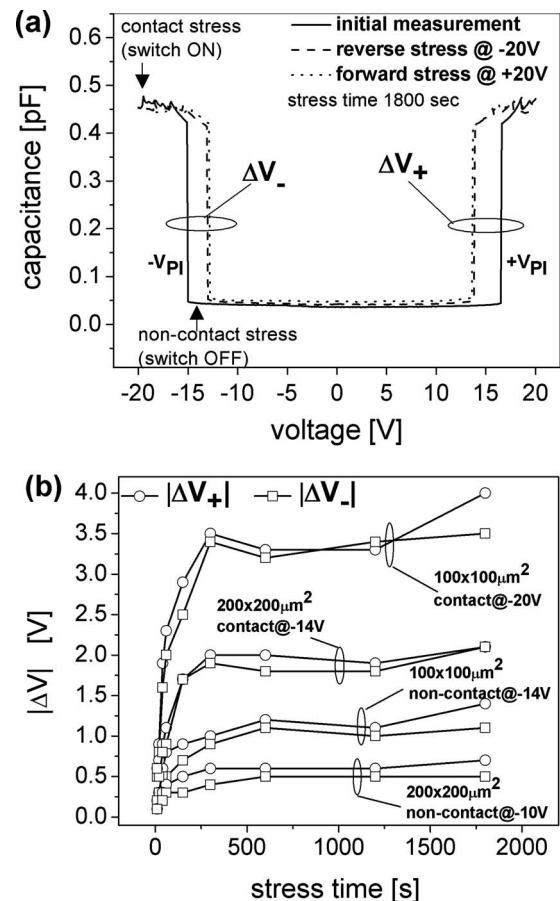 (a)
contact stress
(switch ON)
initial measurement
reverse stress @ -20V
forward stress @ +20V
stress time 1800 sec
ΔV-
ΔV+
-VPI
+VPI
non-contact stress
(switch OFF)
capacitance [pF]
0.6
0.5
0.4
0.3
0.2
0.1
0.0
-20 -15 -10 -5 0 5 10 15 20
voltage [V]
(b)
|ΔV+| |ΔV-|
100x100μm²
contact@-20V
200x200μm²
contact@-14V
100x100μm²
non-contact@-14V
200x200μm²
non-contact@-10V
|ΔV| [V]
4.0
3.5
3.0
2.5
2.0
1.5
1.0
0.5
0.0
0 500 1000 1500 2000
stress time [s]